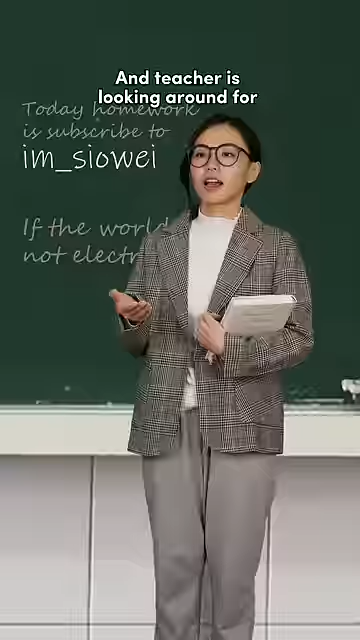 And teacher is
looking around for
Today homework
is subscribe to
im_siowei
If the world
not electr